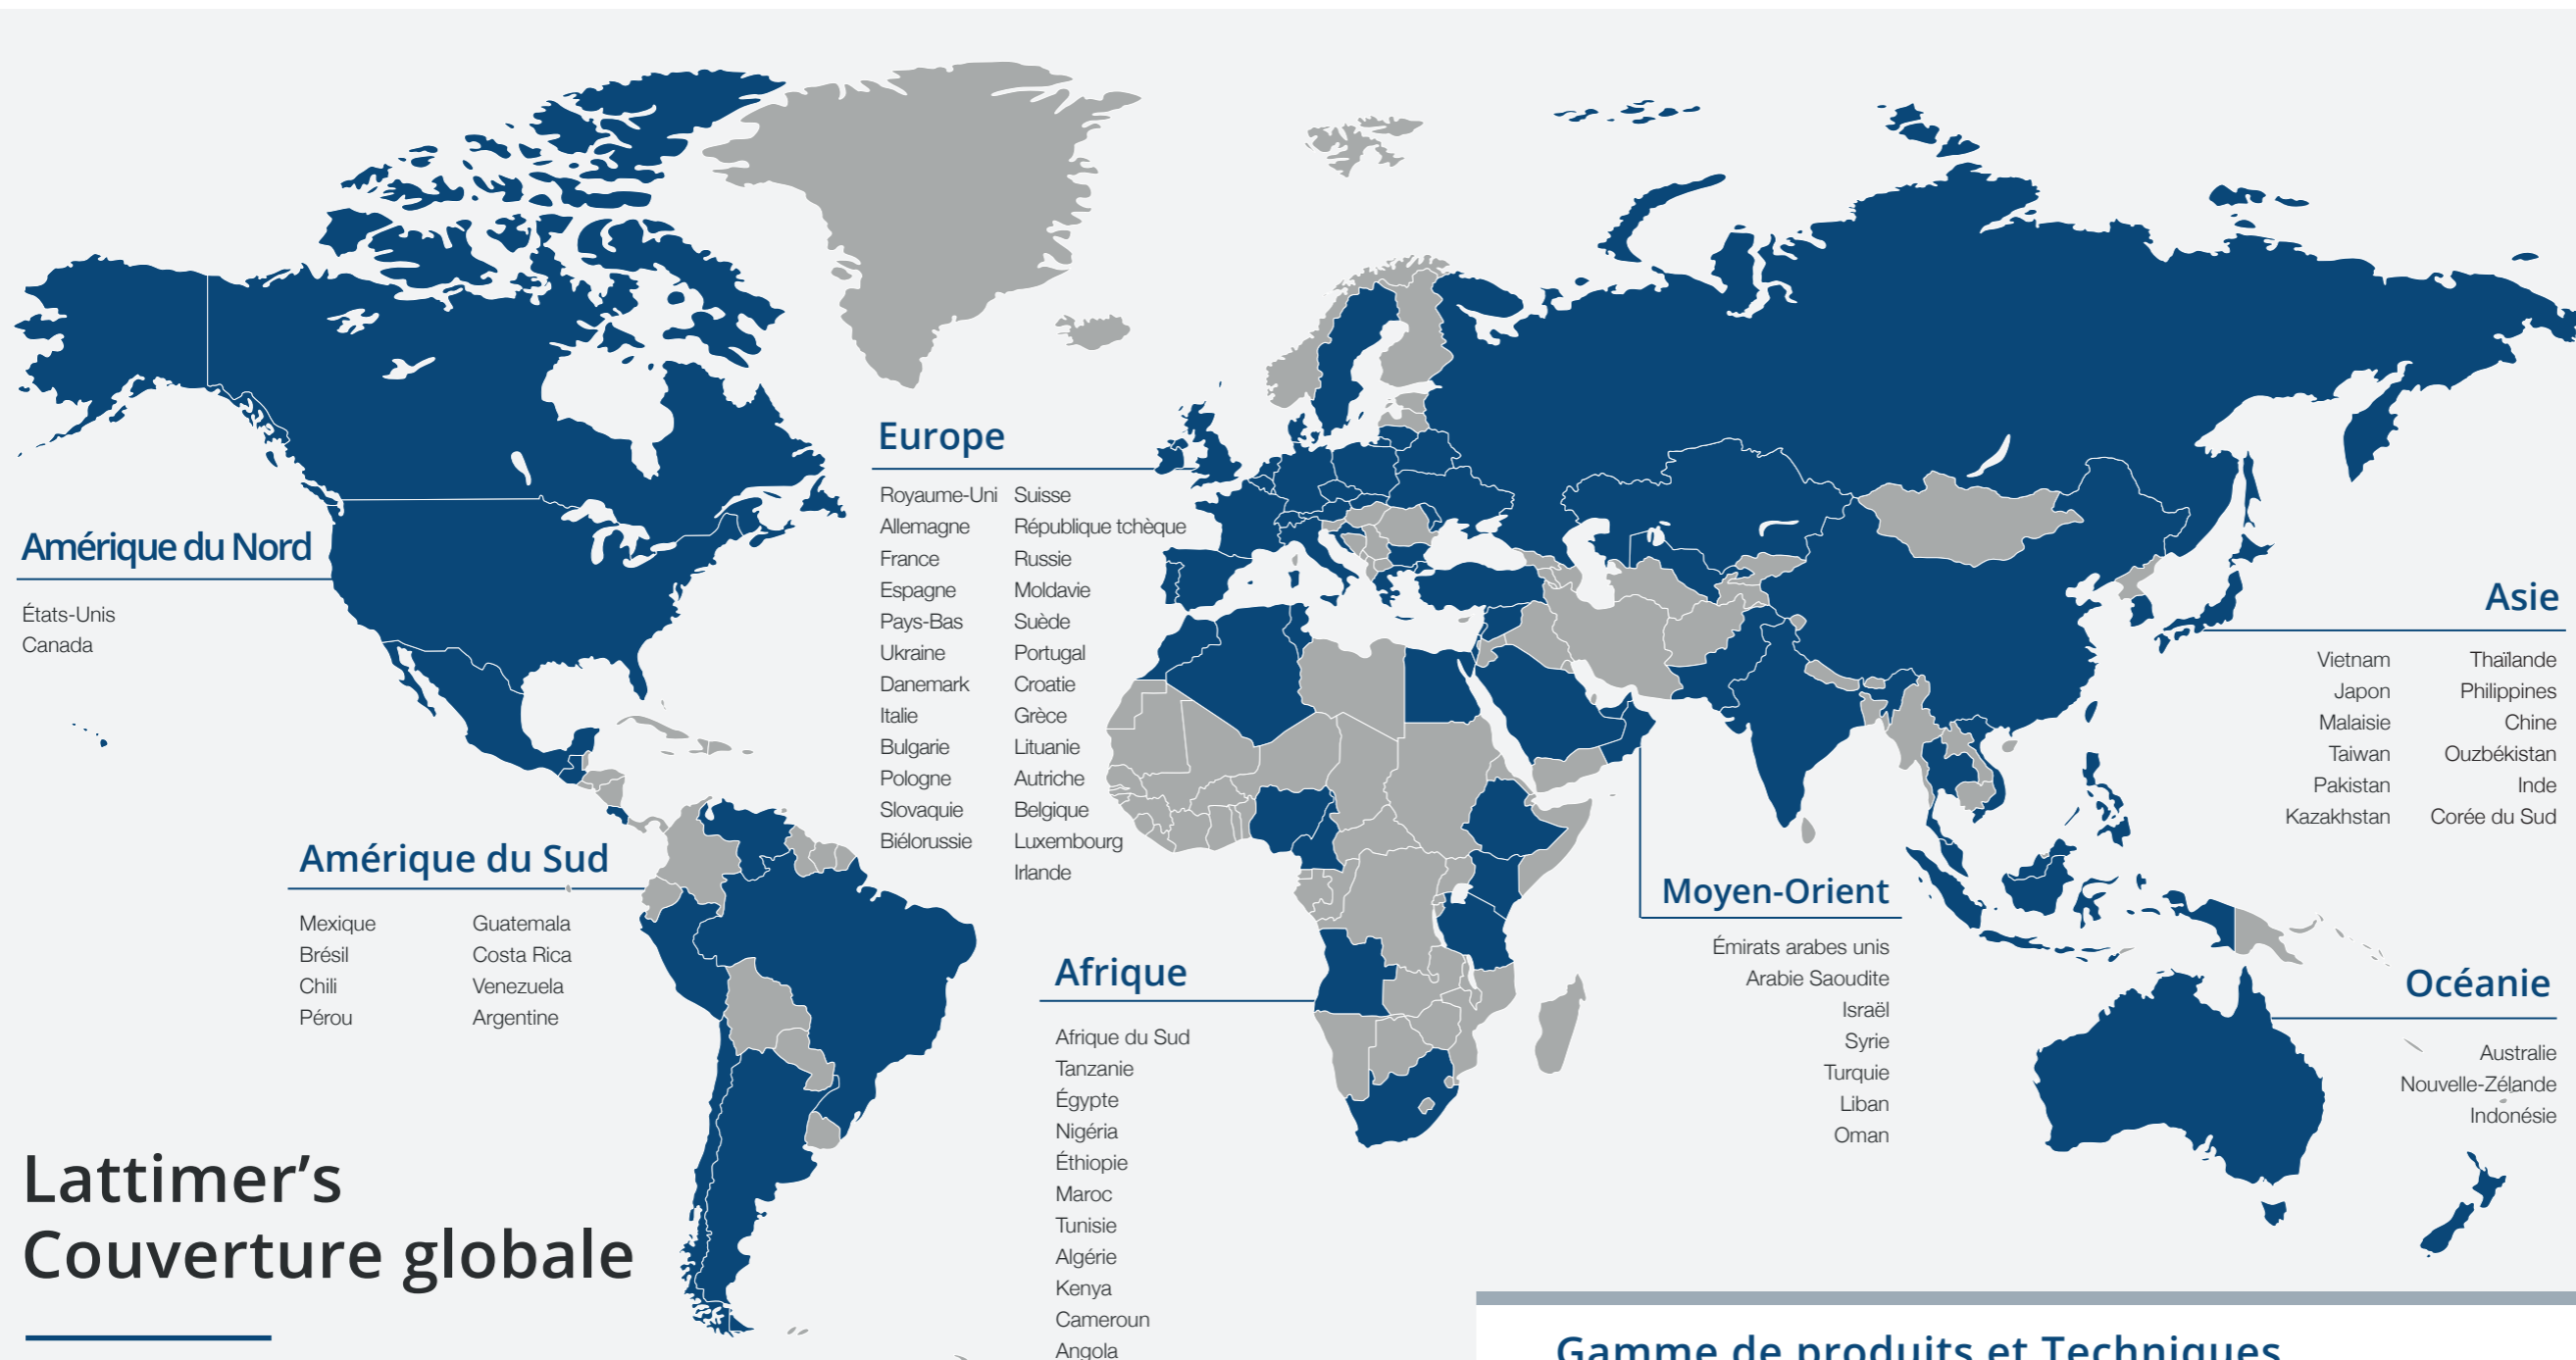 Amérique du Nord
États-Unis
Canada
Europe
Royaume-Uni
Allemagne
France
Espagne
Pays-Bas
Ukraine
Danemark
Italie
Bulgarie
Pologne
Slovaquie
Biélorussie
Suisse
République tchèque
Russie
Moldavie
Suède
Portugal
Croatie
Grèce
Lituanie
Autriche
Belgique
Luxembourg
Irlande
Asie
Vietnam
Japon
Malaisie
Taiwan
Pakistan
Kazakhstan
Thaïlande
Philippines
Chine
Ouzbékistan
Inde
Corée du Sud
Amérique du Sud
Mexique
Brésil
Chili
Pérou
Guatemala
Costa Rica
Venezuela
Argentine
Afrique
Afrique du Sud
Tanzanie
Égypte
Nigéria
Éthiopie
Maroc
Tunisie
Algérie
Kenya
Cameroun
Angola
Moyen-Orient
Émirats arabes unis
Arabie Saoudite
Israël
Syrie
Turquie
Liban
Oman
Océanie
Australie
Nouvelle-Zélande
Indonésie
Lattimer’s
Couverture globale
Gamme de produits et Techniques